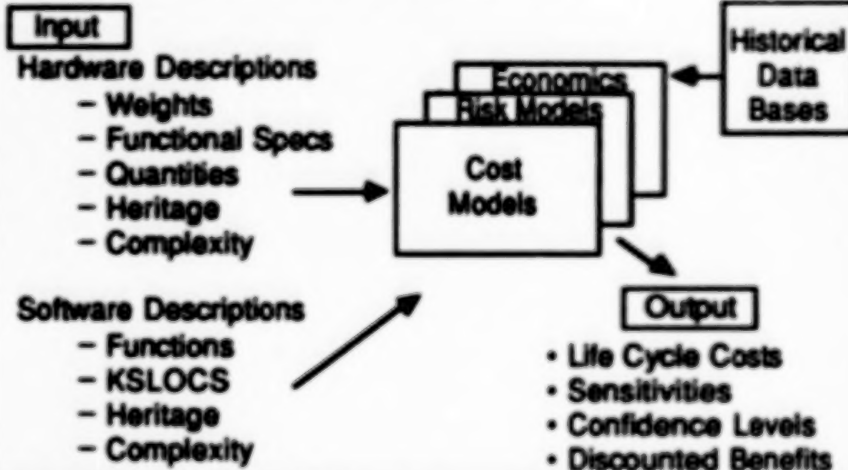 Input
Hardware Descriptions
– Weights
– Functional Specs
– Quantities
– Heritage
– Complexity
Software Descriptions
– Functions
– KSLOCS
– Heritage
– Complexity
Economics
Risk Models
Cost
Models
Historical
Data
Bases
Output
• Life Cycle Costs
• Sensitivities
• Confidence Levels
• Discounted Benefits